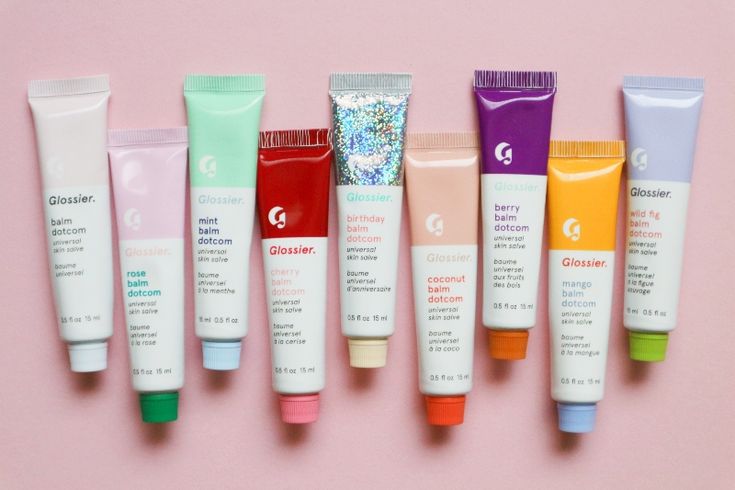 Glossier.
balm
dotcom
universal
skin salve
baume
universel
0.5 fl oz 15 ml
Glossier.
rose
balm
dotcom
universal
skin salve
baume
universel
à la rose
0.5 fl oz 15 ml
Glossier.
mint
balm
dotcom
universal
skin salve
baume
universel
à la menthe
15 ml 0.5 fl oz
Glossier.
cherry
balm
dotcom
universal
skin salve
baume
universel
à la cerise
0.5 fl oz 15 ml
Glossier.
birthday
balm
dotcom
universal
skin salve
baume
universel
d'anniversaire
0.5 fl oz 15 ml
Glossier.
coconut
balm
dotcom
universal
skin salve
baume
universel
à la coco
0.5 fl oz 15 ml
Glossier.
berry
balm
dotcom
universal
skin salve
baume
universel
aux fruits
des bois
0.5 fl oz 15 ml
Glossier.
mango
balm
dotcom
universal
skin salve
baume
universel
à la mangue
0.5 fl oz 15 ml
Glossier.
wild fig
balm
dotcom
universal
skin salve
baume
universel
à la figue
sauvage
15 ml 0.5 fl oz